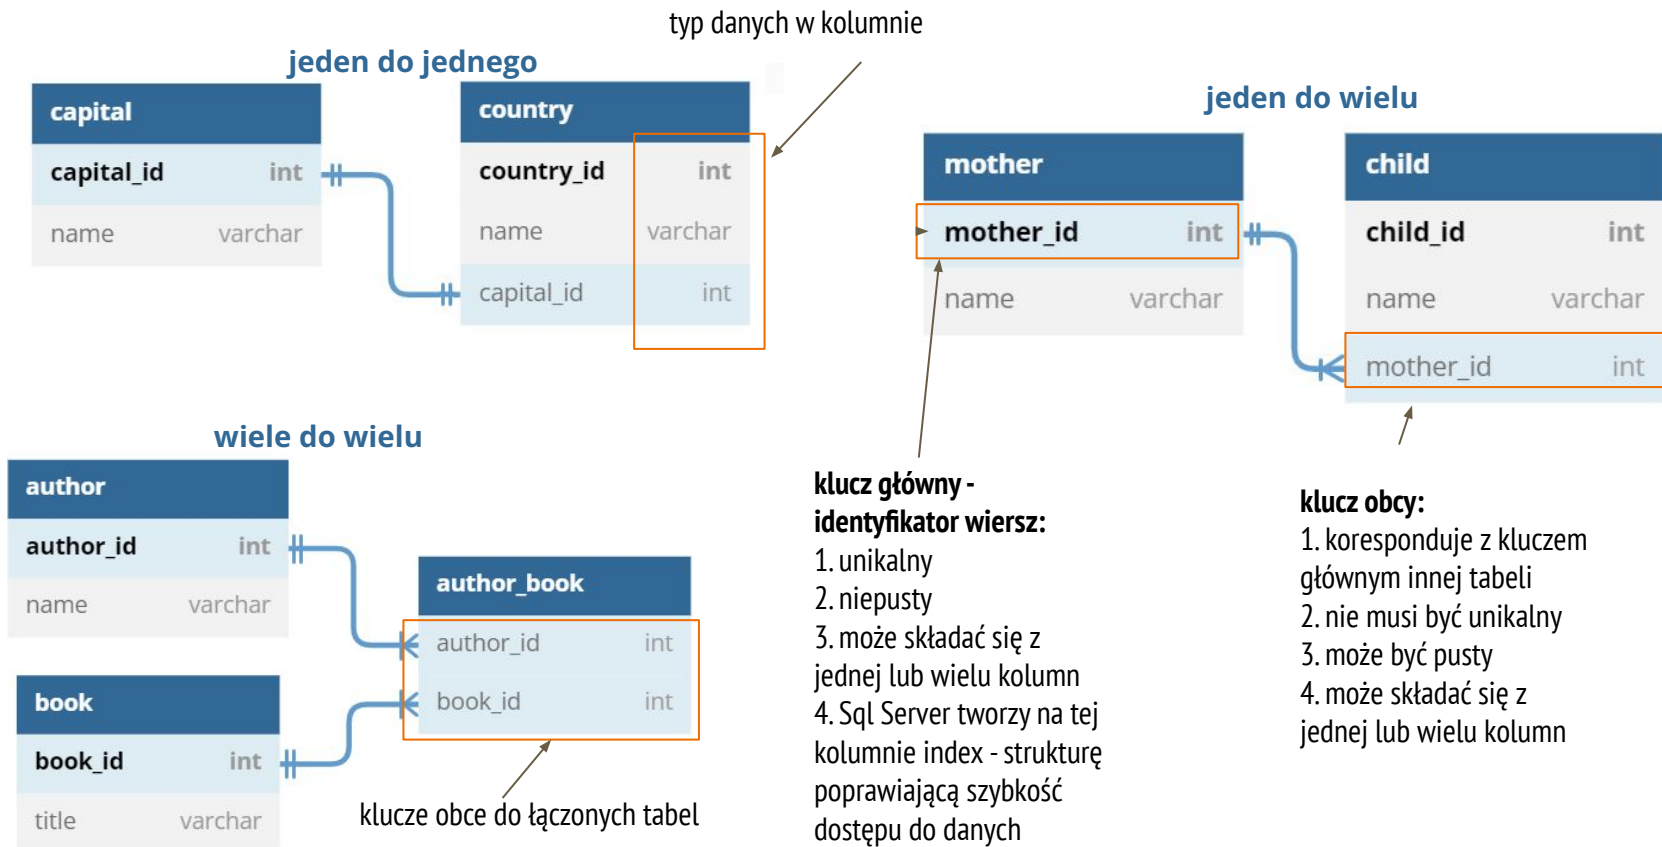 typ danych w kolumnie
jeden do jednego
capital
capital_id int
name varchar
country
country_id int
name varchar
capital_id int
jeden do wielu
mother
mother_id int
name varchar
child
child_id int
name varchar
mother_id int
wiele do wielu
author
author_id int
name varchar
book
book_id int
title varchar
author_book
author_id int
book_id int
klucze obce do łączonych tabel
klucz główny -
identyfikator wiersz:
1. unikalny
2. niepusty
3. może składać się z
jednej lub wielu kolumn
4. Sql Server tworzy na tej
kolumnie index - strukturę
poprawiającą szybkość
dostępu do danych
klucz obcy:
1. koresponduje z kluczem
głównym innej tabeli
2. nie musi być unikalny
3. może być pusty
4. może składać się z
jednej lub wielu kolumn